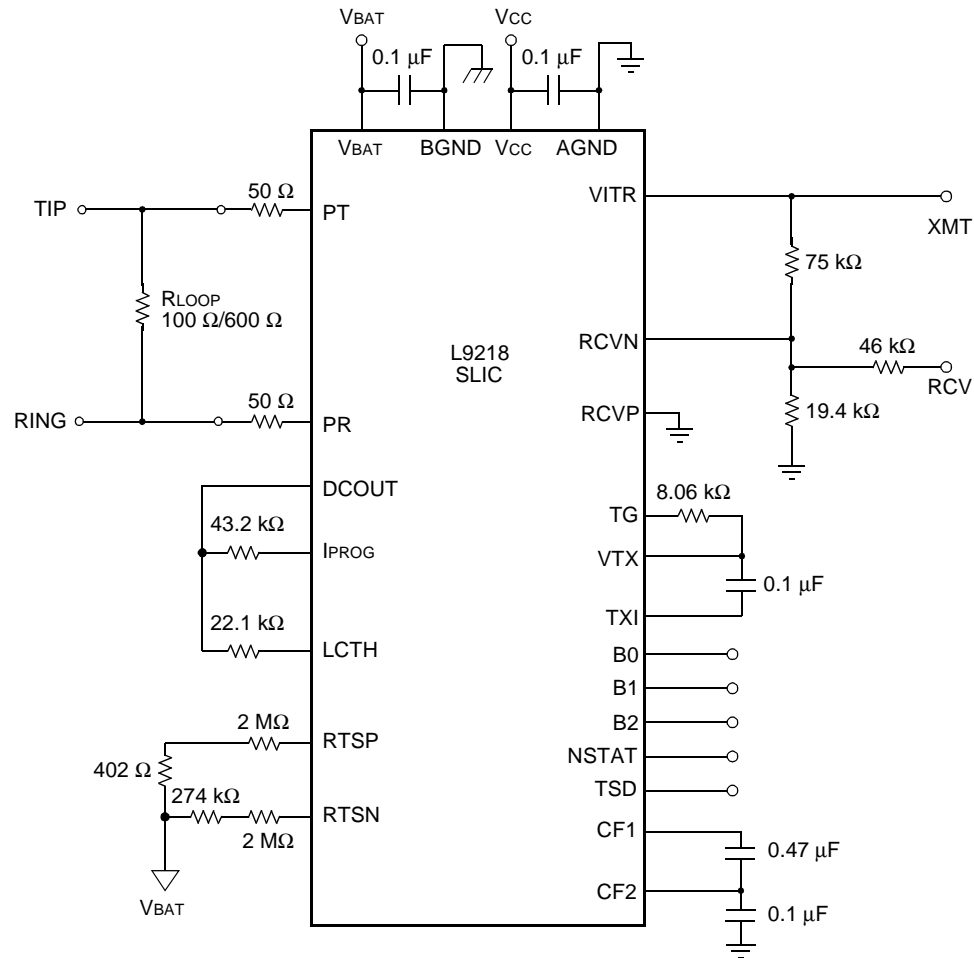 VBAT
VCC
0.1 µF
0.1 µF
VBAT
BGND
VCC
AGND
50 Ω
TIP
PT
VITR
XMT
75 kΩ
RLOOP
100 Ω/600 Ω
L9218
SLIC
RCVN
46 kΩ
RCV
50 Ω
RING
PR
RCVP
19.4 kΩ
DCOUT
8.06 kΩ
TG
43.2 kΩ
IPROG
VTX
0.1 µF
22.1 kΩ
TXI
LCTH
B0
B1
2 MΩ
RTSP
B2
402 Ω
NSTAT
274 kΩ
TSD
RTSN
2 MΩ
CF1
0.47 µF
VBAT
CF2
0.1 µF